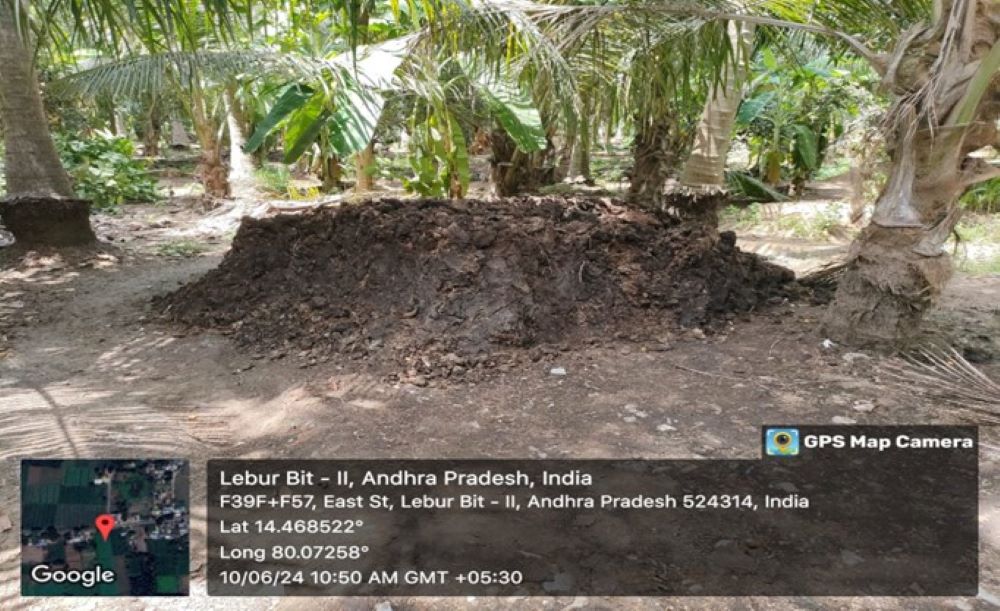 GPS Map Camera
Lebur Bit - II, Andhra Pradesh, India
F39F+F57, East St, Lebur Bit - II, Andhra Pradesh 524314, India
Lat 14.468522°
Long 80.07258°
10/06/24 10:50 AM GMT +05:30
Google